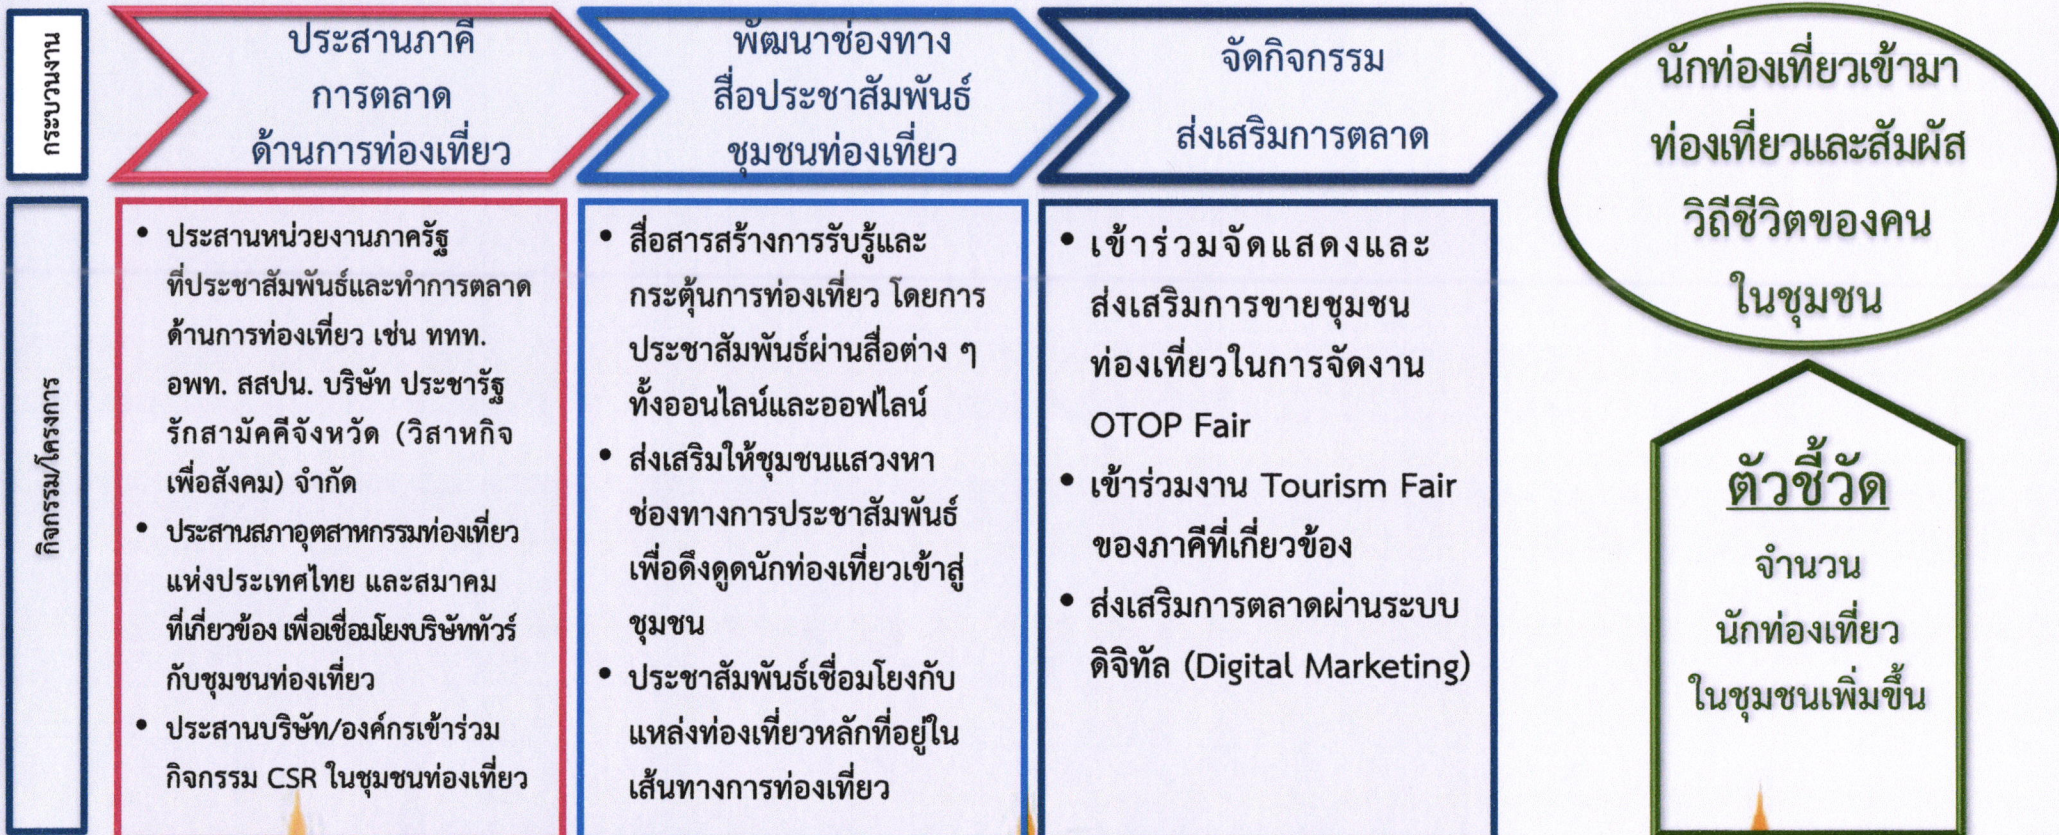 กระบวนงาน
ประสานภาคี
การตลาด
ด้านการท่องเที่ยว
พัฒนาช่องทาง
สื่อประชาสัมพันธ์
ชุมชนท่องเที่ยว
จัดกิจกรรม
ส่งเสริมการตลาด
นักท่องเที่ยวเข้ามา
ท่องเที่ยวและสัมผัส
วิถีชีวิตของคน
ในชุมชน
กิจกรรม/โครงการ
• ประสานหน่วยงานภาครัฐ
ที่ประชาสัมพันธ์และทำการตลาด
ด้านการท่องเที่ยว เช่น ททท.
อพท. สสปน. บริษัท ประชารัฐ
รักสามัคคีจังหวัด (วิสาหกิจ
เพื่อสังคม) จำกัด
• ประสานสภาอุตสาหกรรมท่องเที่ยว
แห่งประเทศไทย และสมาคม
ที่เกี่ยวข้อง เพื่อเชื่อมโยงบริษัททัวร์
กับชุมชนท่องเที่ยว
• ประสานบริษัท/องค์กรเข้าร่วม
กิจกรรม CSR ในชุมชนท่องเที่ยว
• สื่อสารสร้างการรับรู้และ
กระตุ้นการท่องเที่ยว โดยการ
ประชาสัมพันธ์ผ่านสื่อต่าง ๆ
ทั้งออนไลน์และออฟไลน์
• ส่งเสริมให้ชุมชนแสวงหา
ช่องทางการประชาสัมพันธ์
เพื่อดึงดูดนักท่องเที่ยวเข้าสู่
ชุมชน
• ประชาสัมพันธ์เชื่อมโยงกับ
แหล่งท่องเที่ยวหลักที่อยู่ใน
เส้นทางการท่องเที่ยว
• เข้าร่วมจัดแสดงและ
ส่งเสริมการขายชุมชน
ท่องเที่ยวในการจัดงาน
OTOP Fair
• เข้าร่วมงาน Tourism Fair
ของภาคีที่เกี่ยวข้อง
• ส่งเสริมการตลาดผ่านระบบ
ดิจิทัล (Digital Marketing)
ตัวชี้วัด
จำนวน
นักท่องเที่ยว
ในชุมชนเพิ่มขึ้น